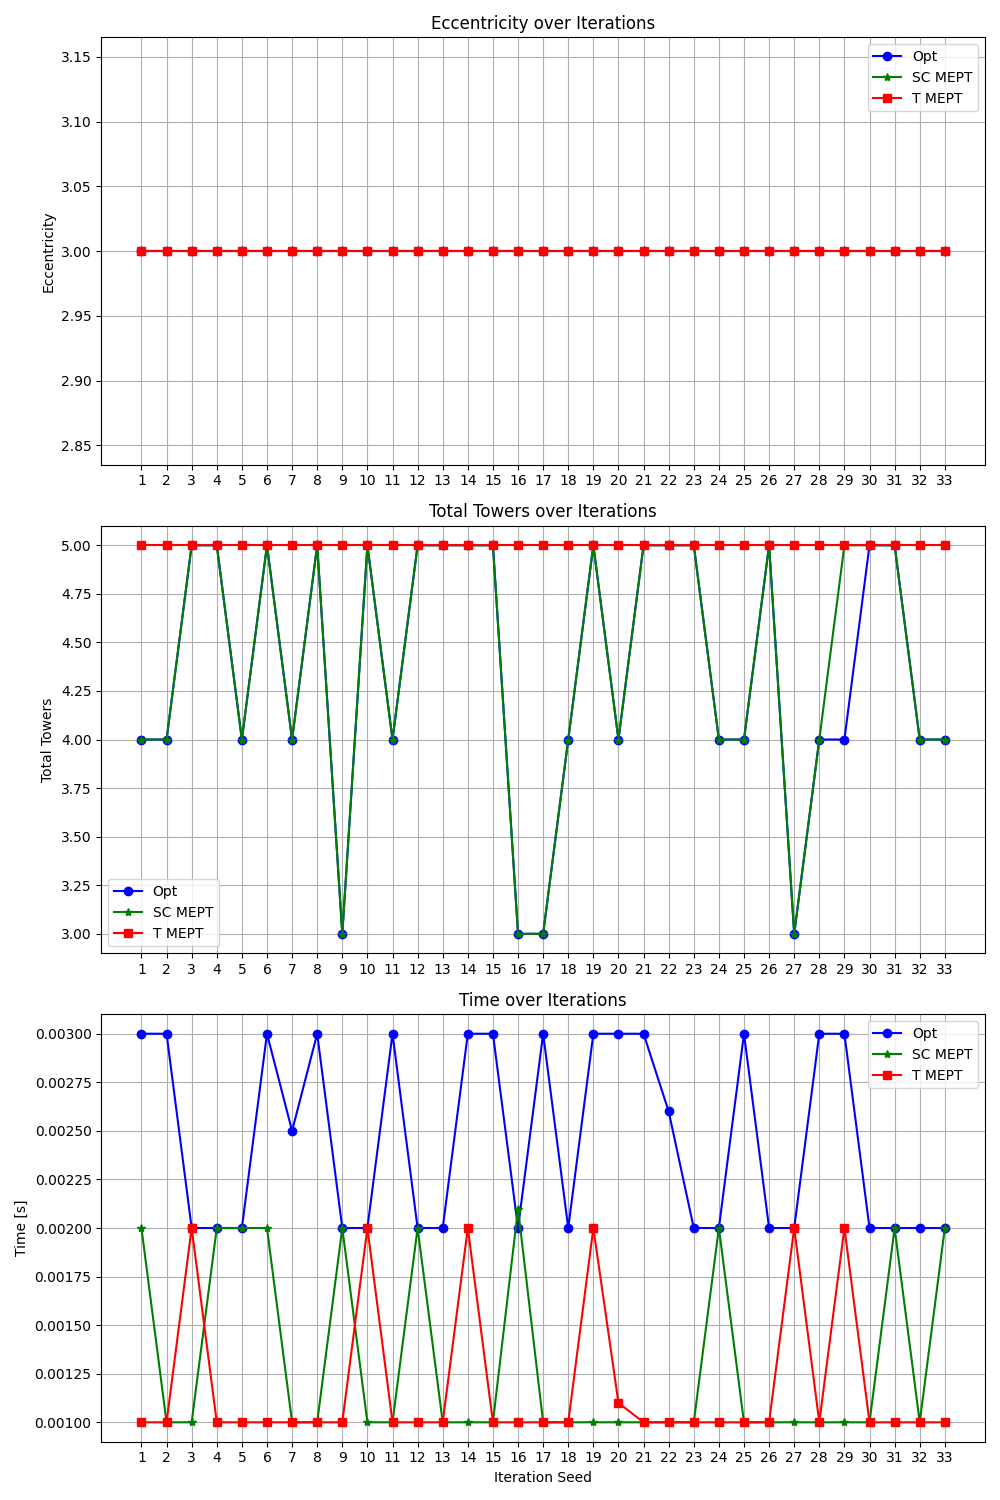 Eccentricity over Iterations
3.15
3.10
3.05
3.00
2.95
2.90
2.85
Eccentricity
Opt
SC MEPT
T MEPT
1 2 3 4 5 6 7 8 9 10 11 12 13 14 15 16 17 18 19 20 21 22 23 24 25 26 27 28 29 30 31 32 33
Total Towers over Iterations
5.00
4.75
4.50
4.25
4.00
3.75
3.50
3.25
3.00
Total Towers
Opt
SC MEPT
T MEPT
1 2 3 4 5 6 7 8 9 10 11 12 13 14 15 16 17 18 19 20 21 22 23 24 25 26 27 28 29 30 31 32 33
Time over Iterations
0.00300
0.00275
0.00250
0.00225
0.00200
0.00175
0.00150
0.00125
0.00100
Time [s]
Opt
SC MEPT
T MEPT
1 2 3 4 5 6 7 8 9 10 11 12 13 14 15 16 17 18 19 20 21 22 23 24 25 26 27 28 29 30 31 32 33
Iteration Seed